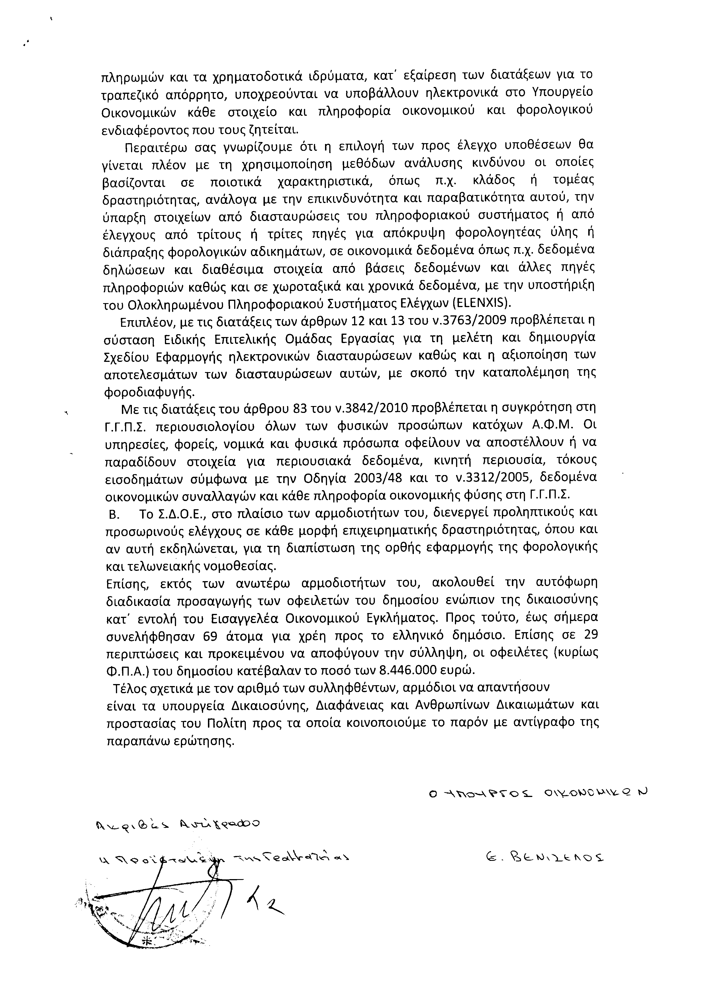 πληρωμών και τα χρηματοδοτικά ιδρύματα, κατ΄ εξαίρεση των διατάξεων για το
τραπεζικό απόρρητο, υποχρεούνται να υποβάλλουν ηλεκτρονικά στο Υπουργείο
Οικονομικών κάθε στοιχείο και πληροφορία οικονομικού και φορολογικού
ενδιαφέροντος που τους ζητείται.
Περαιτέρω σας γνωρίζουμε ότι η επιλογή των προς έλεγχο υποθέσεων θα
γίνεται πλέον με τη χρησιμοποίηση μεθόδων ανάλυσης κινδύνου οι οποίες
βασίζονται σε ποιοτικά χαρακτηριστικά, όπως π.χ. κλάδος ή τομέας
δραστηριότητας, ανάλογα με την επικινδυνότητα και παραβατικότητα αυτού, την
ύπαρξη στοιχείων από διασταυρώσεις του πληροφοριακού συστήματος ή από
έλεγχους από τρίτους ή τρίτες πηγές για απόκρυψη φορολογητέας ύλης ή
διάπραξης φορολογικών αδικημάτων, σε οικονομικά δεδομένα όπως π.χ. δεδομένα
δηλώσεων και διαθέσιμα στοιχεία από βάσεις δεδομένων και άλλες πηγές
πληροφοριών καθώς και σε χωροταξικά και χρονικά δεδομένα, με την υποστήριξη
του Ολοκληρωμένου Πληροφοριακού Συστήματος Ελέγχων (ELENXIS).
Επιπλέον, με τις διατάξεις των άρθρων 12 και 13 του ν.3763/2009 προβλέπεται η
σύσταση Ειδικής Επιτελικής Ομάδας Εργασίας για τη μελέτη και δημιουργία
Σχεδίου Εφαρμογής ηλεκτρονικών διασταυρώσεων καθώς και η αξιοποίηση των
αποτελεσμάτων των διασταυρώσεων αυτών, με σκοπό την καταπολέμηση της
φοροδιαφυγής.
Με τις διατάξεις του άρθρου 83 του ν.3842/2010 προβλέπεται η συγκρότηση στη
Γ.Γ.Π.Σ. περιουσιολογίου όλων των φυσικών προσώπων κατόχων Α.Φ.Μ. Οι
υπηρεσίες, φορείς, νομικά και φυσικά πρόσωπα οφείλουν να αποστέλλουν ή να
παραδίδουν στοιχεία για περιουσιακά δεδομένα, κινητή περιουσία, τόκους
εισοδημάτων σύμφωνα με την Οδηγία 2003/48 και το ν.3312/2005, δεδομένα
οικονομικών συναλλαγών και κάθε πληροφορία οικονομικής φύσης στη Γ.Γ.Π.Σ.
Β. Το Σ.Δ.Ο.Ε., στο πλαίσιο των αρμοδιοτήτων του, διενεργεί προληπτικούς και
προσωρινούς ελέγχους σε κάθε μορφή επιχειρηματικής δραστηριότητας, όπου και
αν αυτή εκδηλώνεται, για τη διαπίστωση της ορθής εφαρμογής της φορολογικής
και τελωνειακής νομοθεσίας.
Επίσης, εκτός των ανωτέρω αρμοδιοτήτων του, ακολουθεί την αυτόφωρη
διαδικασία προσαγωγής των οφειλετών του δημοσίου ενώπιον της δικαιοσύνης
κατ΄ εντολή του Εισαγγελέα Οικονομικού Εγκλήματος. Προς τούτο, έως σήμερα
συνελήφθησαν 69 άτομα για χρέη προς το ελληνικό δημόσιο. Επίσης σε 29
περιπτώσεις και προκειμένου να αποφύγουν την σύλληψη, οι οφειλέτες (κυρίως
Φ.Π.Α.) του δημοσίου κατέβαλαν το ποσό των 8.446.000 ευρώ.
Τέλος σχετικά με τον αριθμό των συλληφθέντων, αρμόδιοι να απαντήσουν
είναι τα υπουργεία Δικαιοσύνης, Διαφάνειας και Ανθρωπίνων Δικαιωμάτων και
προστασίας του Πολίτη προς τα οποία κοινοποιούμε το παρόν με αντίγραφο της
παραπάνω ερώτησης.
Ο ΥΠΟΥΡΓΟΣ ΟΙΚΟΝΟΜΙΚΩΝ
Ακριβές Αντίγραφο
Η Προϊσταμένη της Γραμματείας
Ε. ΒΕΝΙΖΕΛΟΣ